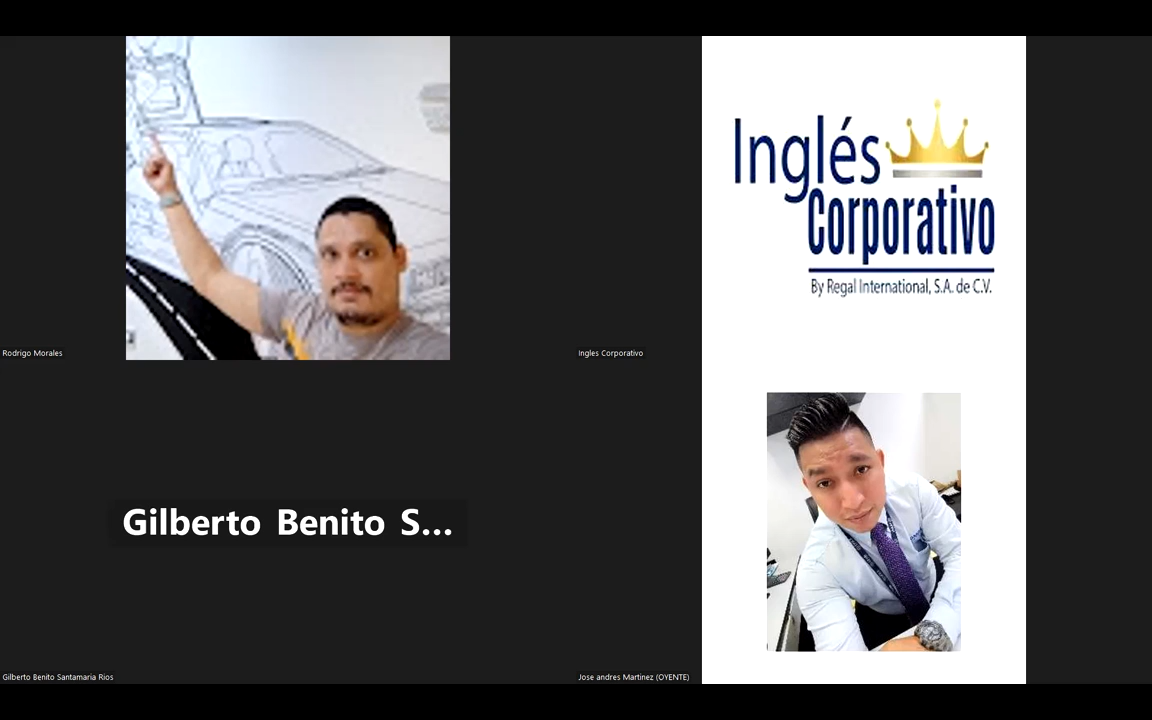 Inglés
Corporativo
By Regal International, S.A. de C.V.
Rodrigo Morales
Ingles Corporativo
Gilberto Benito S...
Gilberto Benito Santamaria Rios
Jose andres Martinez (OYENTE)